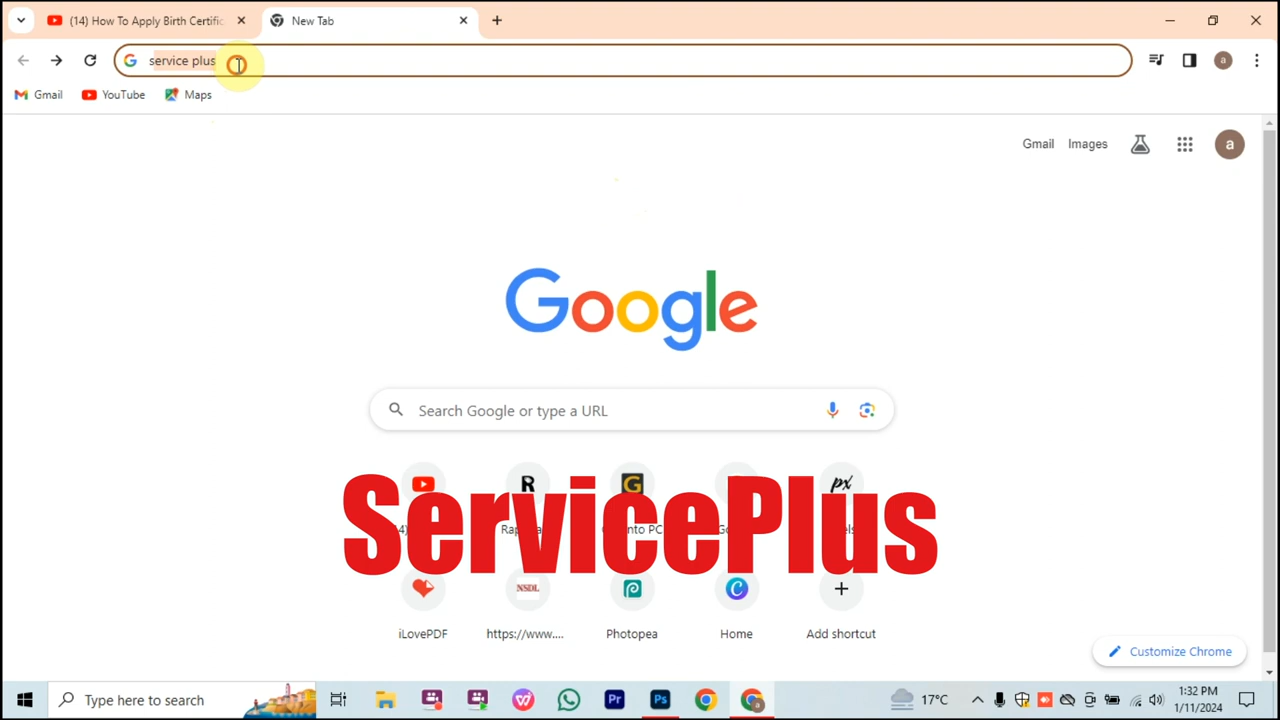 (14) How To Apply Birth Certific
New Tab
service plus
Gmail
YouTube
Maps
Gmail
Images
a
Google
Search Google or type a URL
ServicePlus
iLovePDF
NSDL
https://www....
Photopea
Home
Add shortcut
Customize Chrome
Type here to search
17°C
1:32 PM
1/11/2024